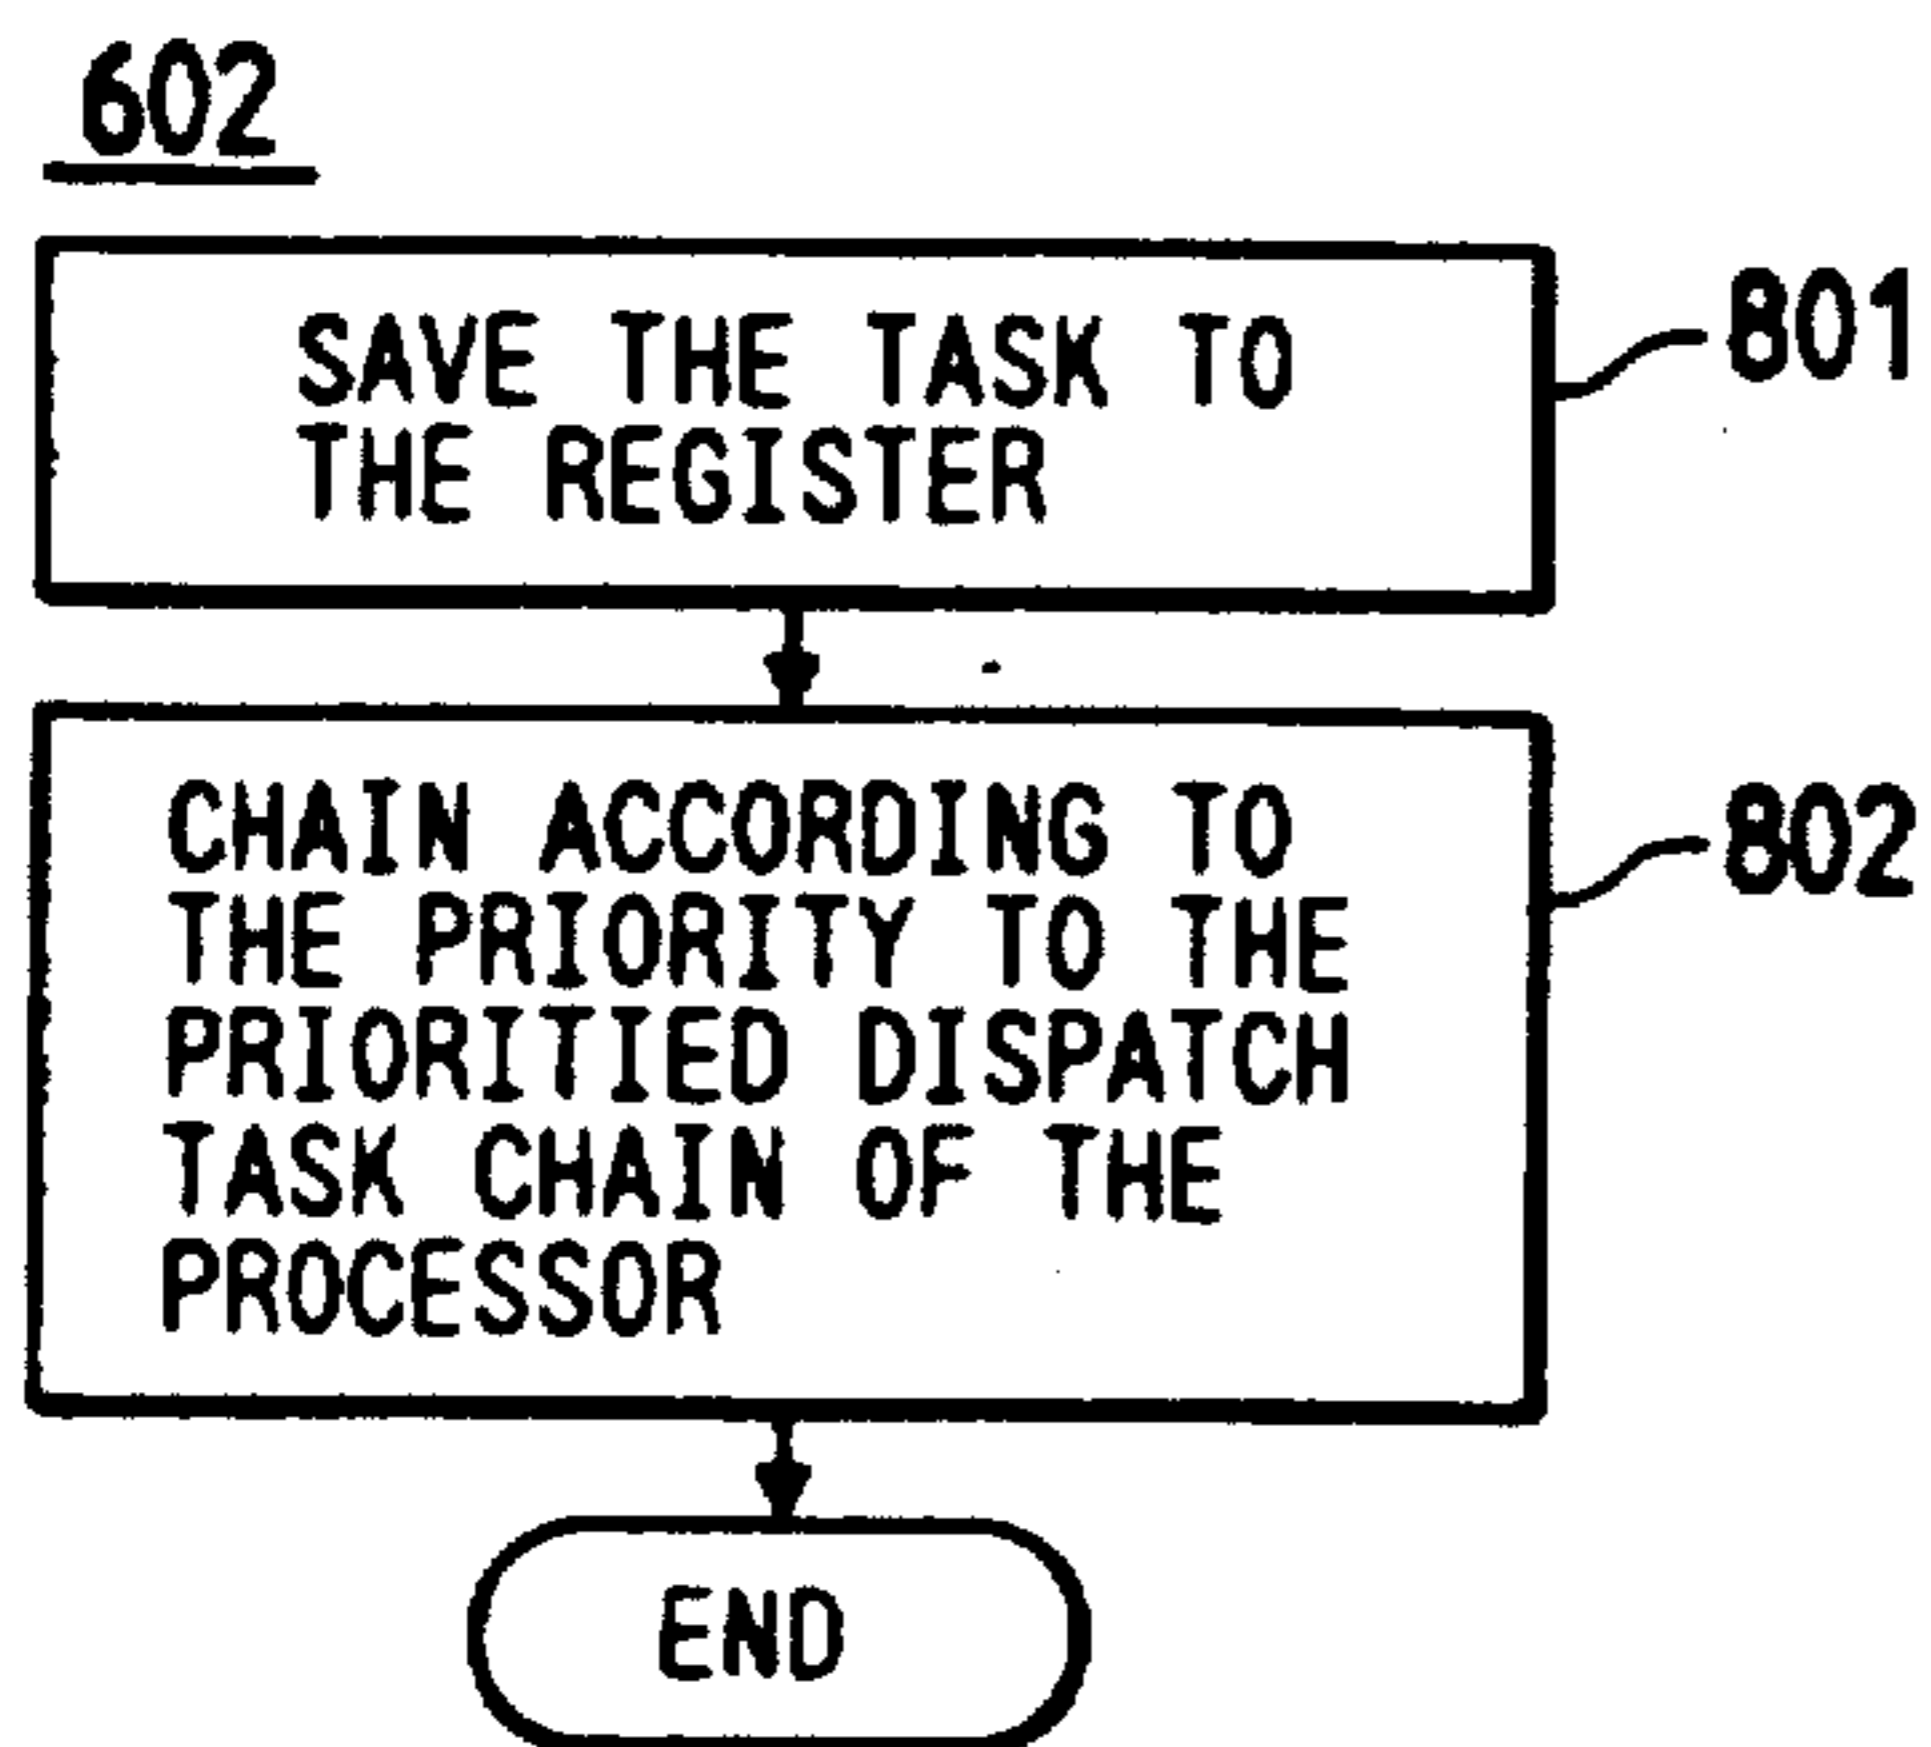 602
SAVE THE TASK TO
THE REGISTER
801
CHAIN ACCORDING TO
THE PRIORITY TO THE
PRIORITIED DISPATCH
TASK CHAIN OF THE
PROCESSOR
802
END